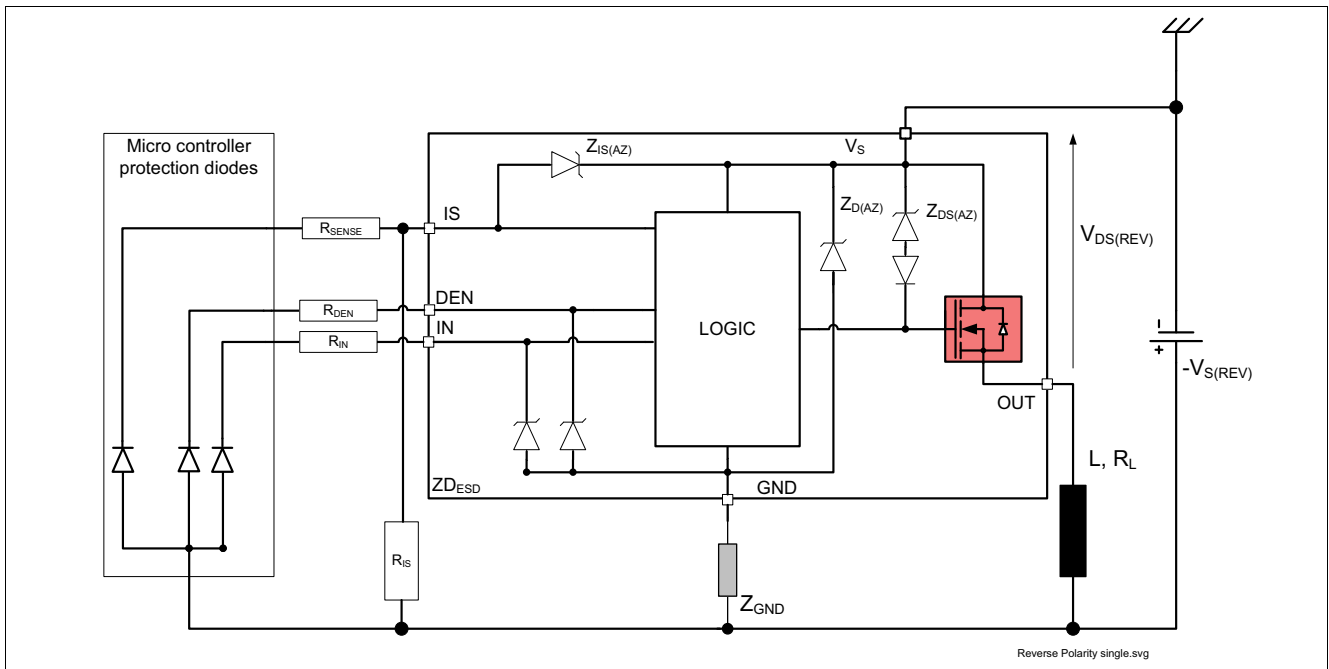 Micro controller
protection diodes
Z_IS(AZ)
V_S
Z_D(AZ)
Z_DS(AZ)
V_DS(REV)
R_SENSE
IS
R_DEN
DEN
R_IN
IN
LOGIC
-
+
-V_S(REV)
OUT
L, R_L
ZD_ESD
GND
R_IS
Z_GND
Reverse Polarity single.svg